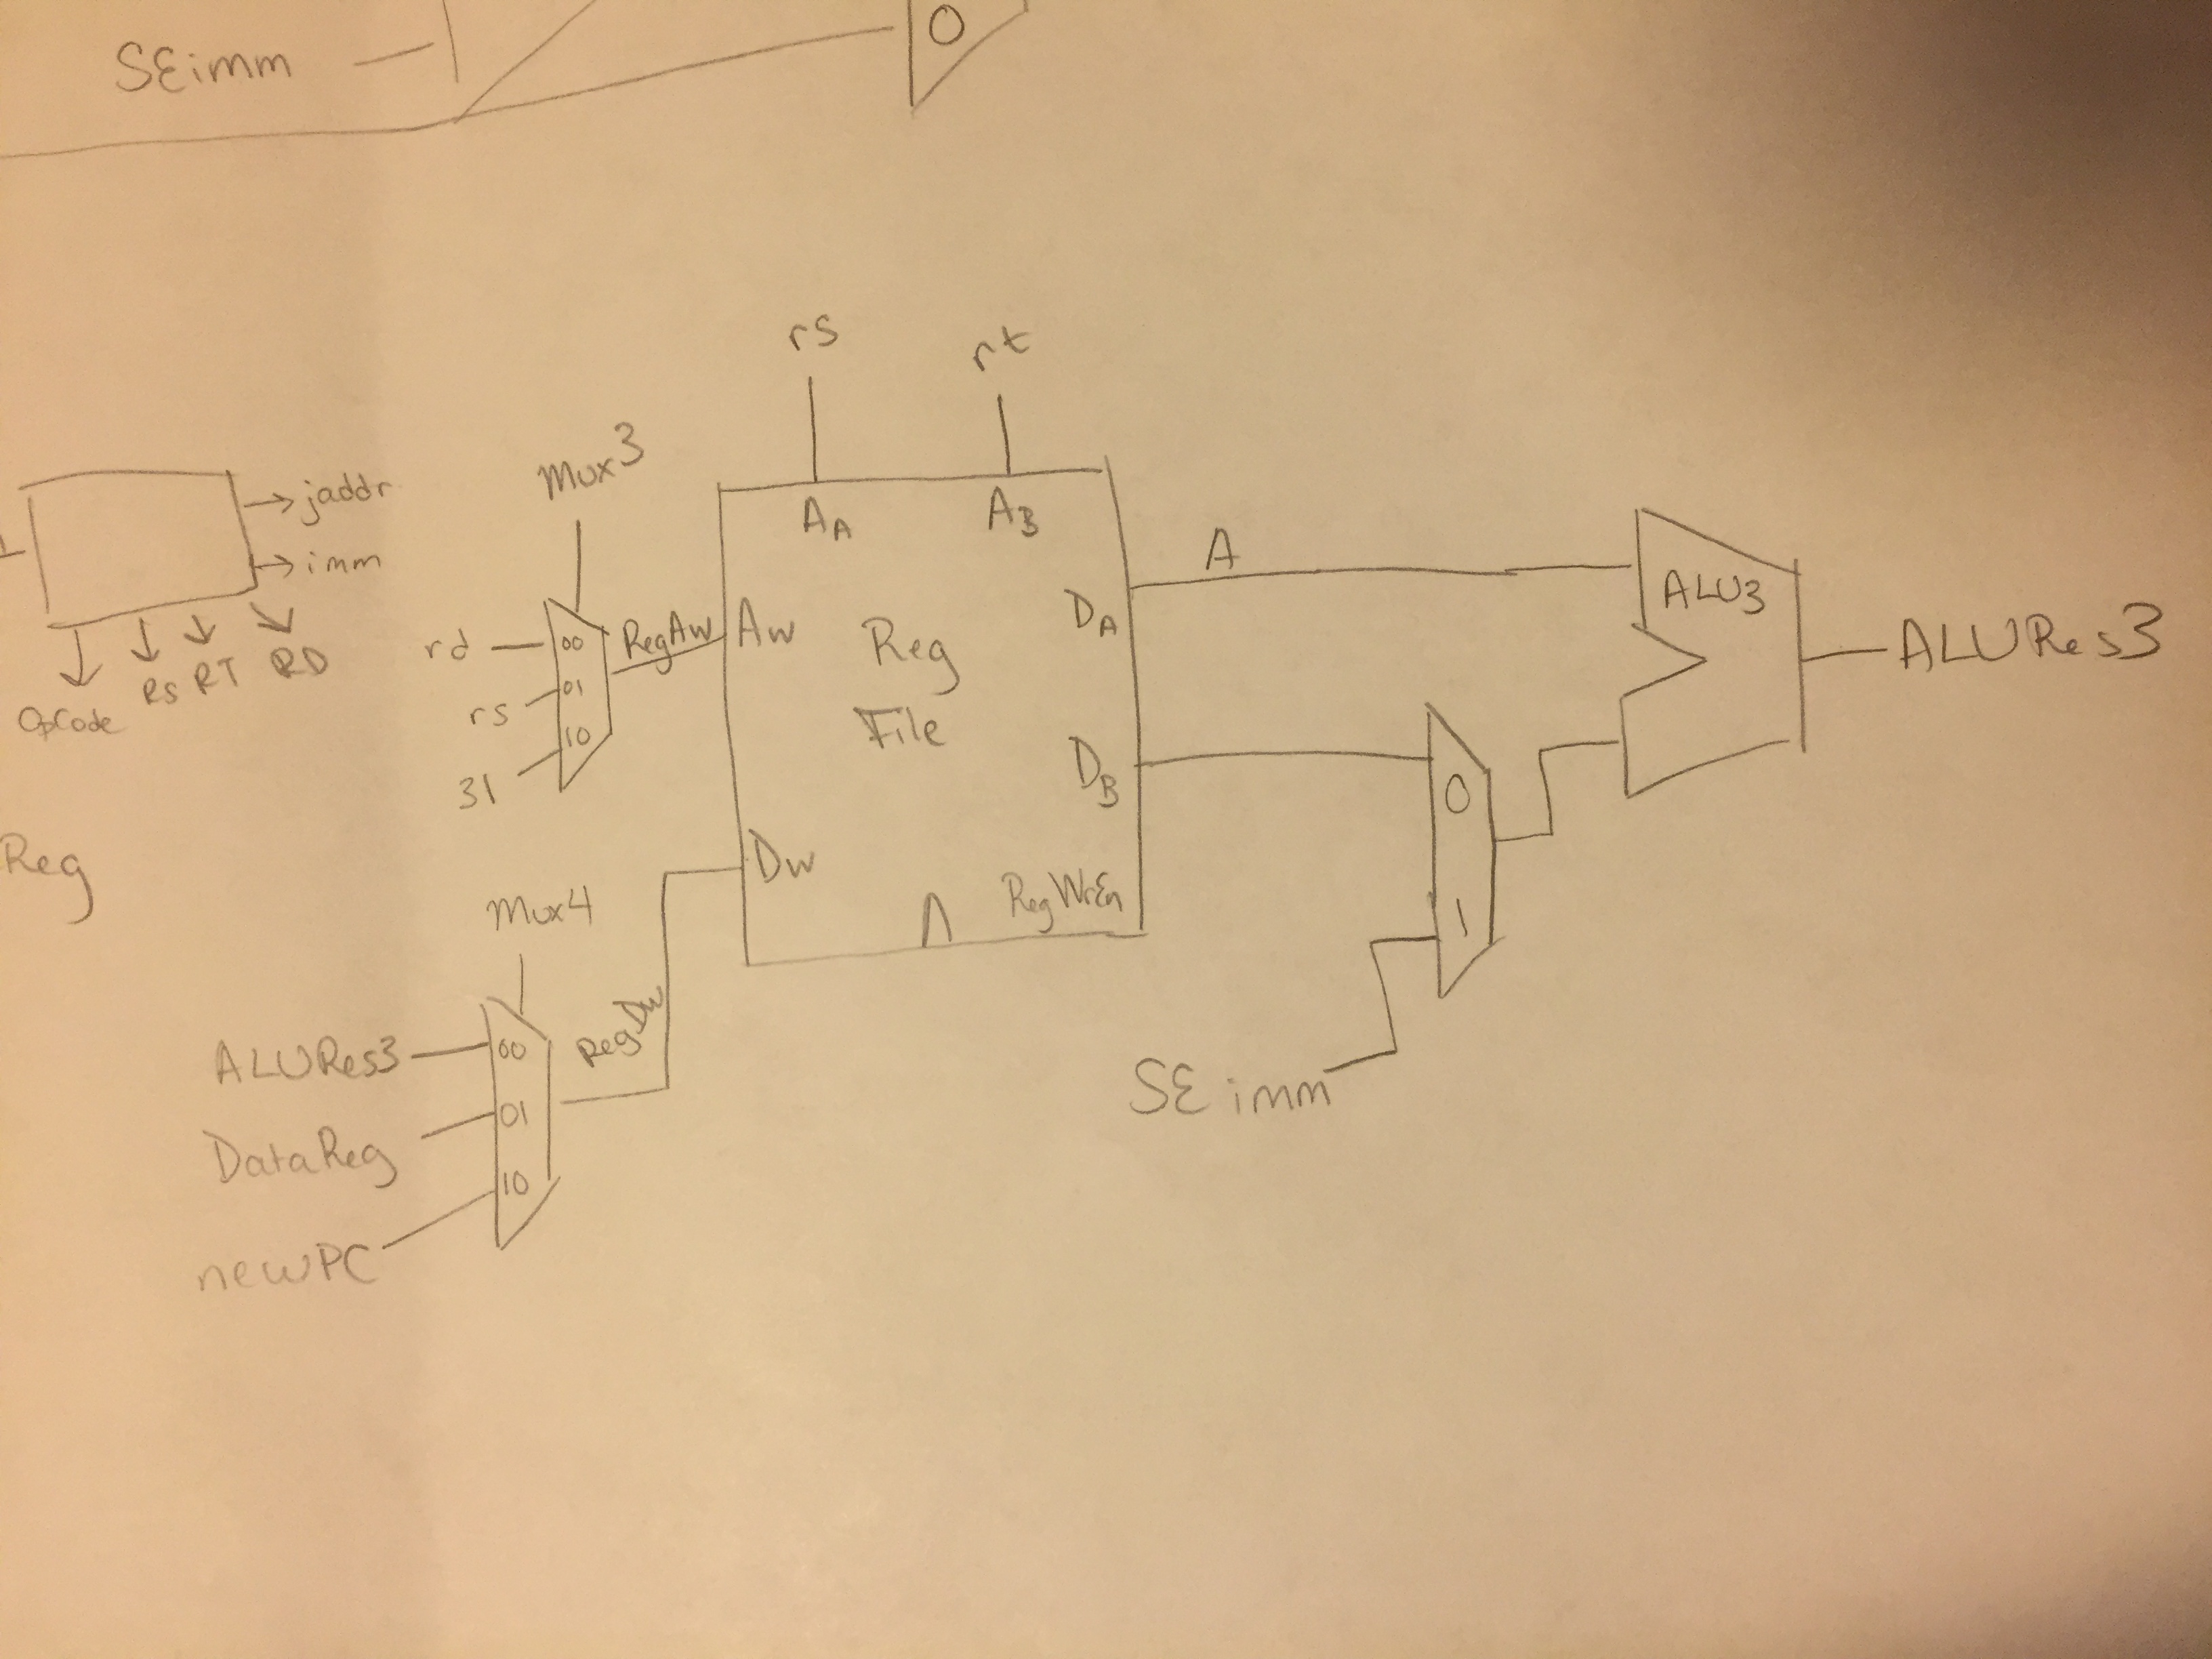 SEimm
0
jaddr
imm
opcode
RS
RT
RD
Reg
Mux3
rd
rs
31
00
01
10
RegAw
Mux4
ALURes3
DataReg
newPC
00
01
10
RegDw
rs
rt
AA
AB
Aw
Dw
Reg
File
DA
DB
RegWrEn
A
SEimm
0
1
ALU3
ALURes3